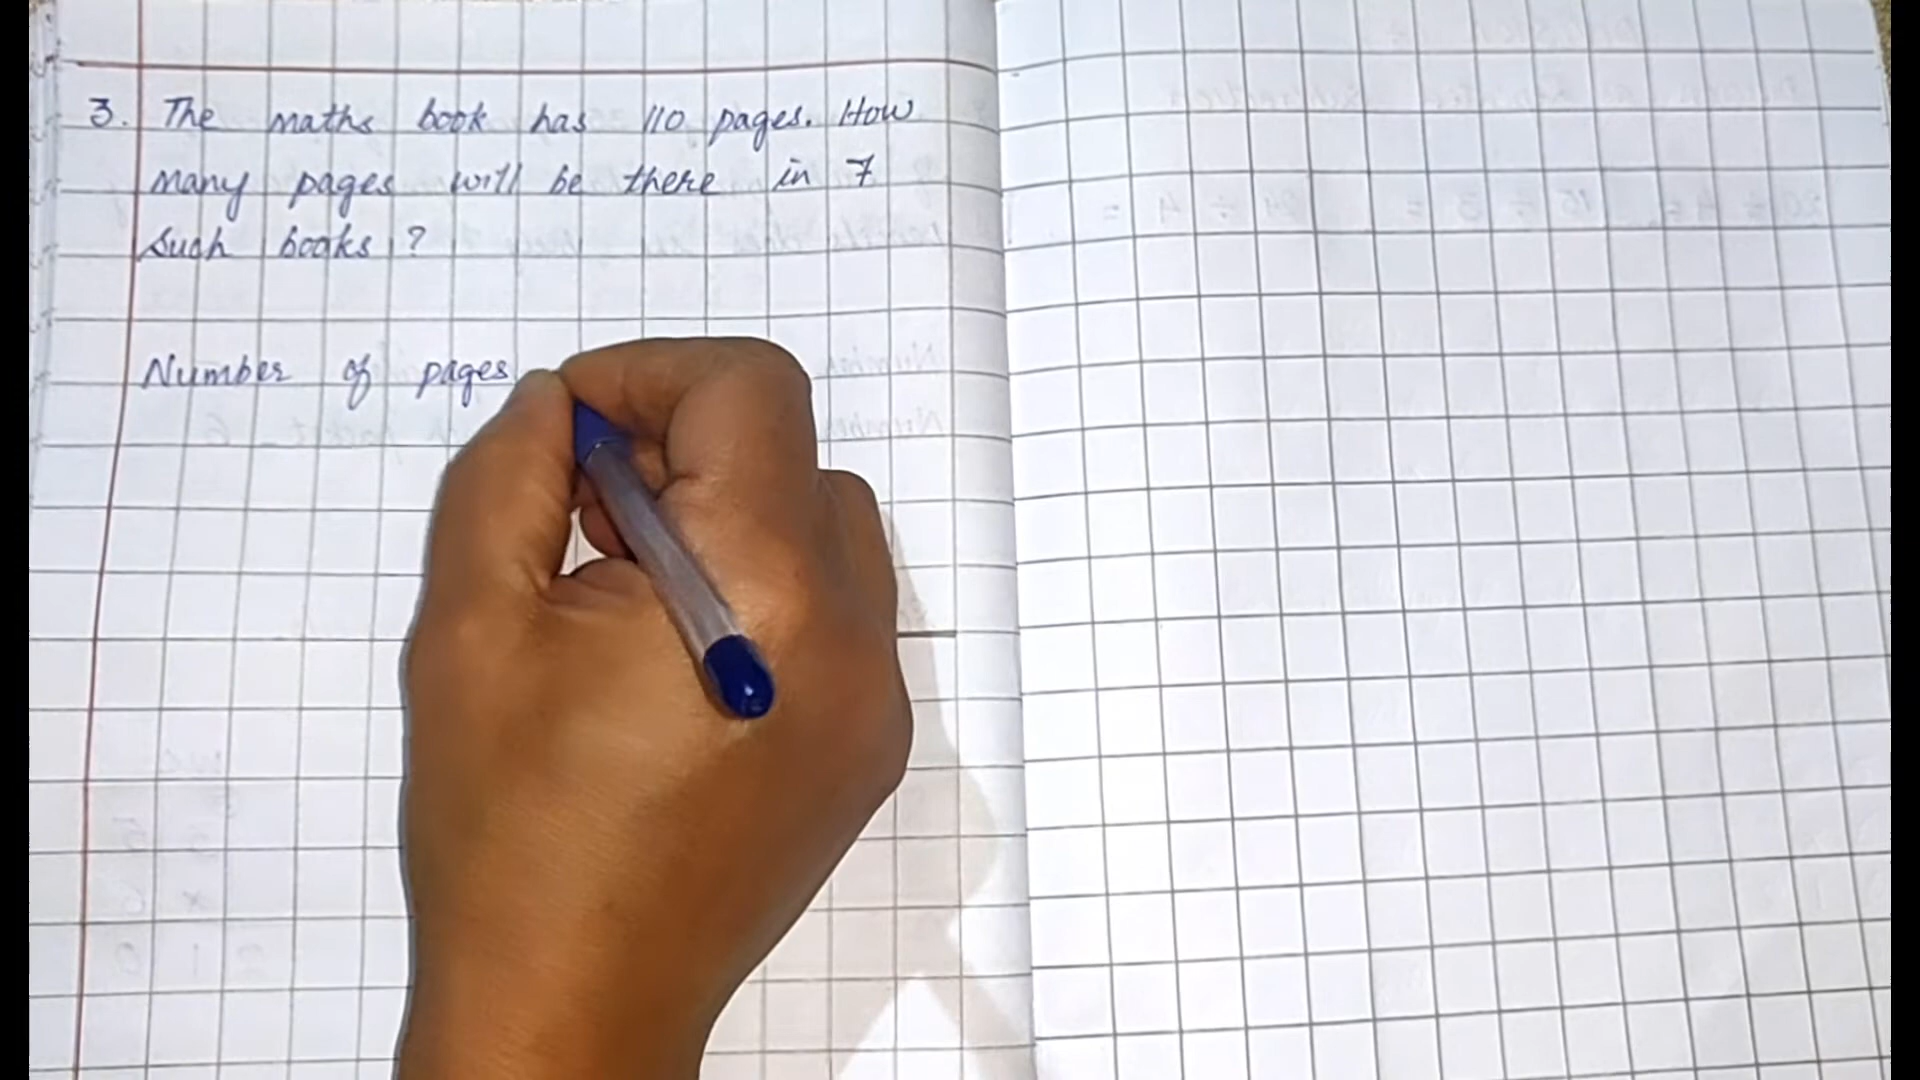 3. The maths book has 110 pages. How
many pages will be there in 7
such books ?
Number of pages